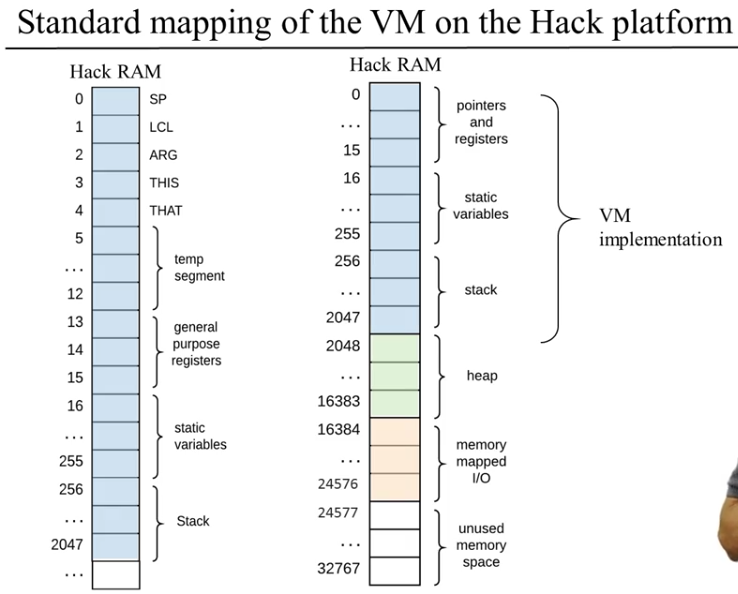 Standard mapping of the VM on the Hack platform
Hack RAM
0 SP
1 LCL
2 ARG
3 THIS
4 THAT
5
...
12
temp
segment
13
14
15
general
purpose
registers
16
...
255
static
variables
256
...
2047
Stack
...
Hack RAM
0
...
15
pointers
and
registers
16
...
255
static
variables
256
...
2047
stack
VM
implementation
2048
...
16383
heap
16384
...
24576
memory
mapped
I/O
24577
...
32767
unused
memory
space